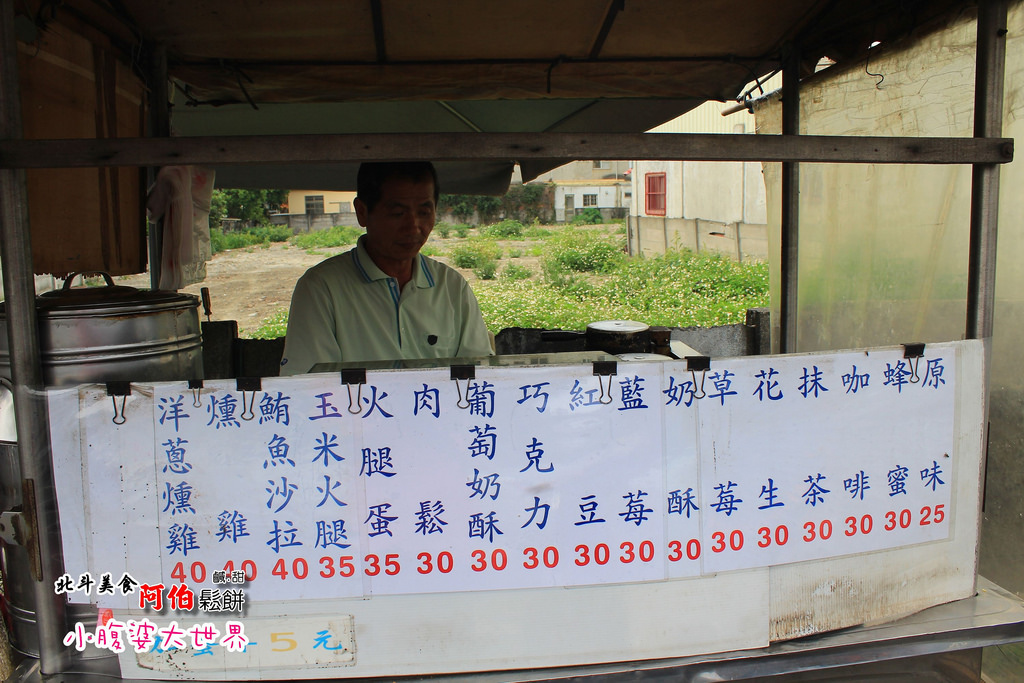 洋蔥燻雞 40
燻雞 40
鮪魚沙拉 40
玉米火腿 35
火腿蛋 35
肉鬆 30
葡萄奶酥 30
巧克力 30
紅豆 30
藍莓 30
奶酥 30
草莓 30
花生 30
抹茶 30
咖啡 30
蜂蜜 30
原味 25
北斗美食 阿伯鬆餅 鹹.甜
小腹婆大世界
5元